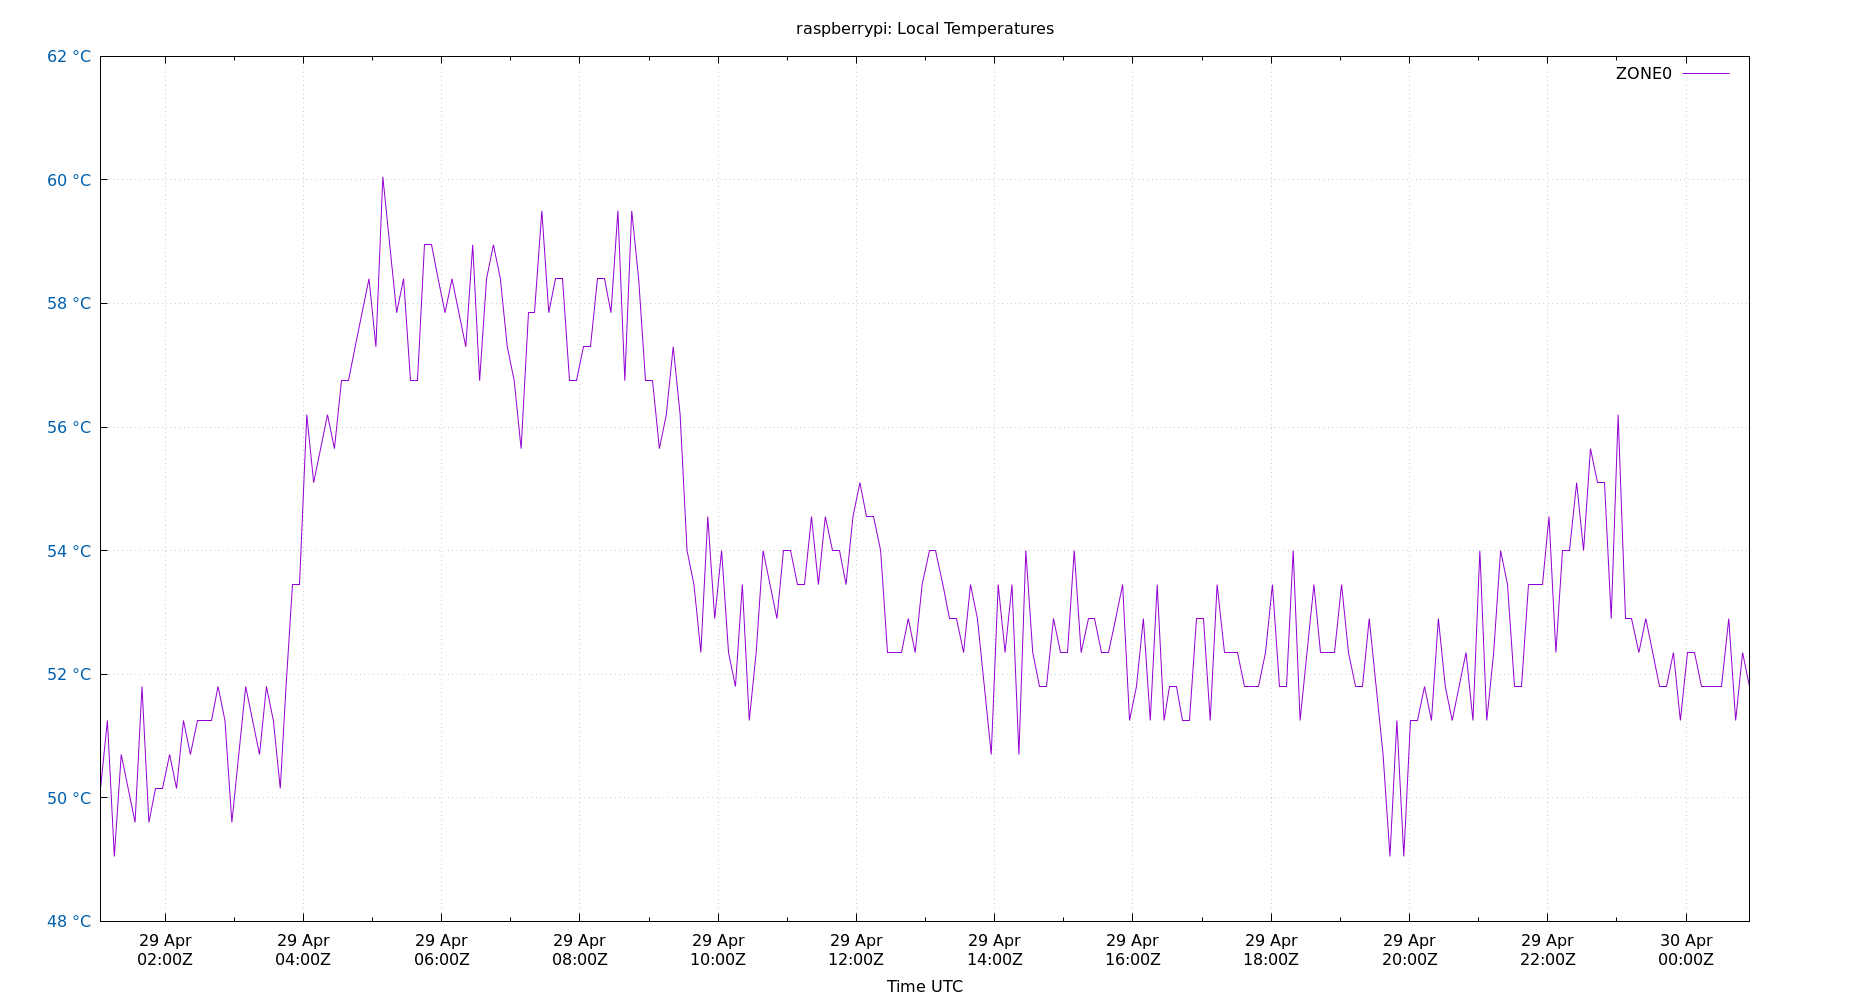 raspberrypi: Local Temperatures
ZONE0
62 °C
60 °C
58 °C
56 °C
54 °C
52 °C
50 °C
48 °C
29 Apr 29 Apr 29 Apr 29 Apr 29 Apr 29 Apr 29 Apr 29 Apr 29 Apr 29 Apr 29 Apr 30 Apr
02:00Z 04:00Z 06:00Z 08:00Z 10:00Z 12:00Z 14:00Z 16:00Z 18:00Z 20:00Z 22:00Z 00:00Z
Time UTC